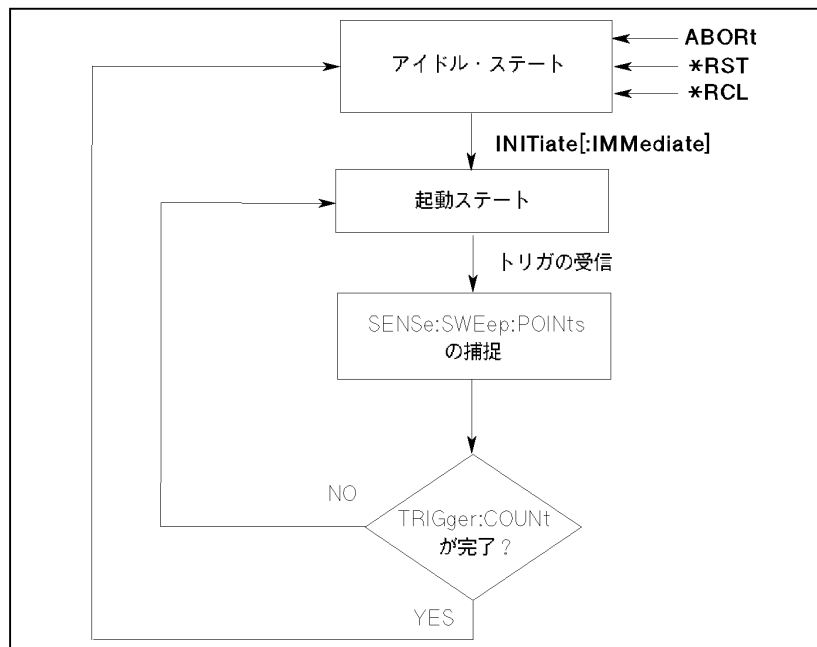 アイドル・ステート
ABORt
*RST
*RCL
INITiate[:IMMediate]
起動ステート
トリガの受信
SENSe:SWEep:POINts
の捕捉
NO
TRIGger:COUNt
が完了？
YES